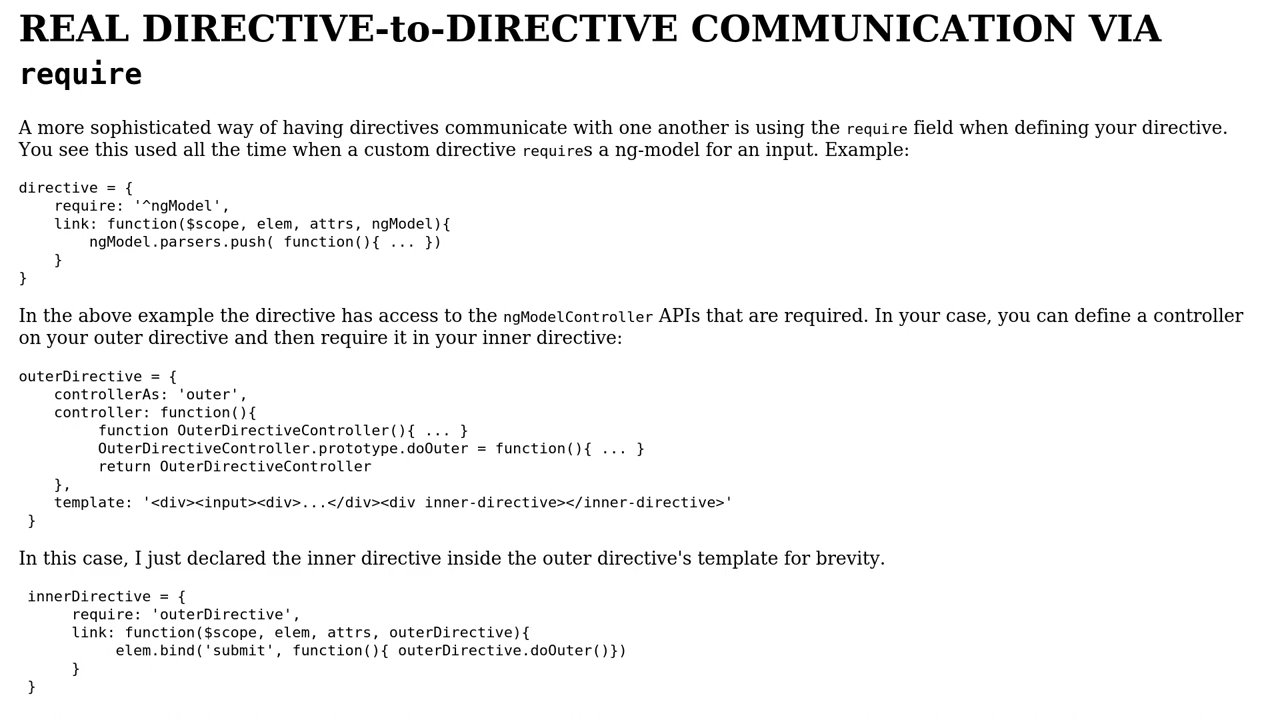 REAL DIRECTIVE-to-DIRECTIVE COMMUNICATION VIA
require
A more sophisticated way of having directives communicate with one another is using the require field when defining your directive.
You see this used all the time when a custom directive requires a ng-model for an input. Example:
directive = {
    require: '^ngModel',
    link: function($scope, elem, attrs, ngModel){
        ngModel.parsers.push( function(){ ... })
    }
}
In the above example the directive has access to the ngModelController APIs that are required. In your case, you can define a controller
on your outer directive and then require it in your inner directive:
outerDirective = {
    controllerAs: 'outer',
    controller: function(){
         function OuterDirectiveController(){ ... }
         OuterDirectiveController.prototype.doOuter = function(){ ... }
         return OuterDirectiveController
    },
    template: '<div><input><div>...</div><div inner-directive></inner-directive>'
 }
In this case, I just declared the inner directive inside the outer directive's template for brevity.
 innerDirective = {
      require: 'outerDirective',
      link: function($scope, elem, attrs, outerDirective){
           elem.bind('submit', function(){ outerDirective.doOuter()})
      }
 }